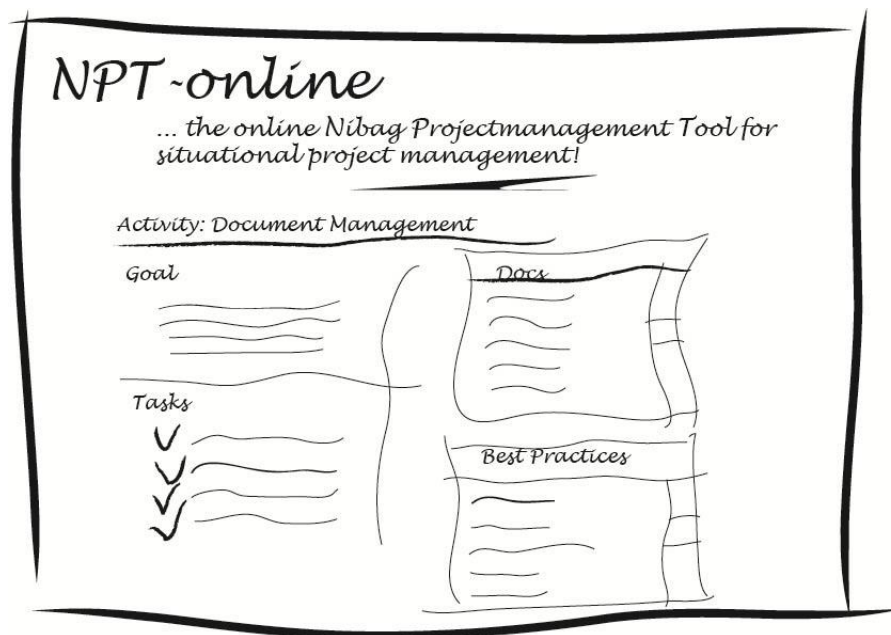 NPT-online
... the online Nibag Projectmanagement Tool for
situational project management!
Activity: Document Management
Goal
Docs
Tasks
Best Practices